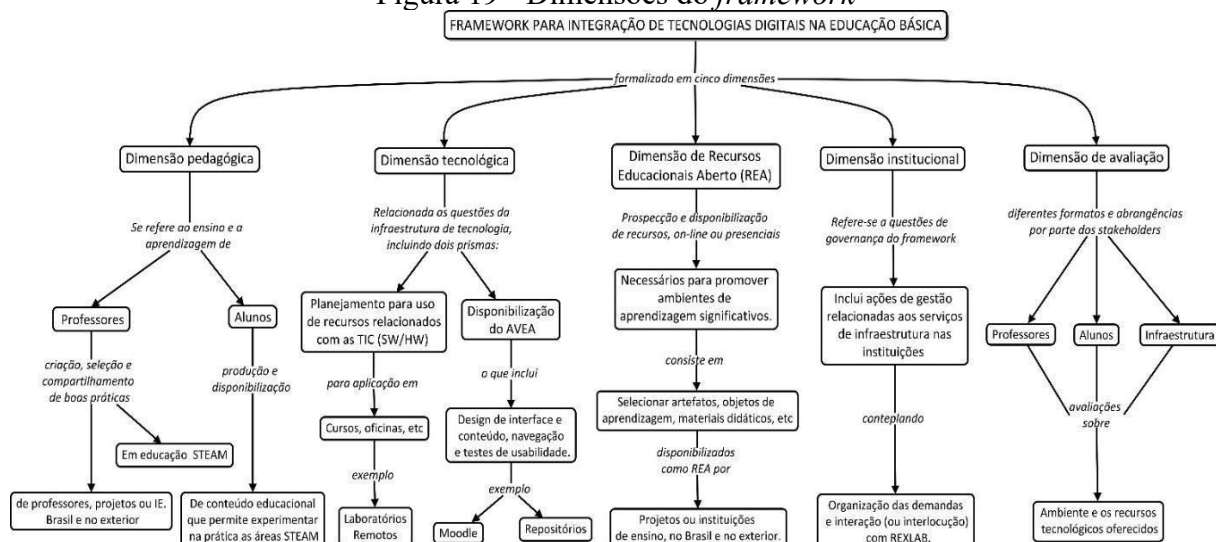 Figura 19 - Dimensões do framework
FRAMEWORK PARA INTEGRAÇÃO DE TECNOLOGIAS DIGITAIS NA EDUCAÇÃO BÁSICA
formalizado em cinco dimensões
Dimensão pedagógica
Se refere ao ensino e a
aprendizagem de
Professores
criação, seleção e
compartilhamento
de boas práticas
Em educação STEAM
de professores, projetos ou IE.
Brasil e no exterior
Alunos
produção e
disponibilização
De conteúdo educacional
que permite experimentar
na prática as áreas STEAM
Dimensão tecnológica
Relacionada as questões da
infraestrutura de tecnologia,
incluindo dois prismas:
Planejamento para uso
de recursos relacionados
com as TIC (SW/HW)
para aplicação em
Cursos, oficinas, etc
exemplo
Laboratórios
Remotos
Disponibilização
do AVEA
o que inclui
Design de interface e
conteúdo, navegação
e testes de usabilidade.
exemplo
Moodle
Repositórios
Dimensão de Recursos
Educacionais Aberto (REA)
Prospecção e disponibilização
de recursos, on-line ou presenciais
Necessários para promover
ambientes de
aprendizagem significativos.
consiste em
Selecionar artefatos, objetos de
aprendizagem, materiais didáticos, etc
disponibilizados
como REA por
Projetos ou instituições
de ensino, no Brasil e no exterior.
Dimensão institucional
Refere-se a questões de
governança do framework
Inclui ações de gestão
relacionadas aos serviços
de infraestrutura nas
instituições
conteplando
Organização das demandas
e interação (ou interlocução)
com REXLAB.
Dimensão de avaliação
diferentes formatos e abrangências
por parte dos stakeholders
Professores
Alunos
Infraestrutura
avaliações
sobre
Ambiente e os recursos
tecnológicos oferecidos